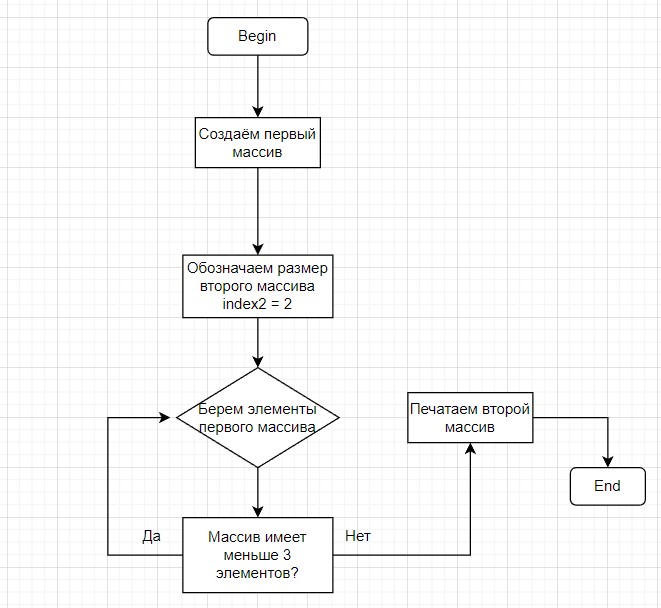 Begin
Создаём первый
массив
Обозначаем размер
второго массива
index2 = 2
Берем элементы
первого массива
Печатаем второй
массив
End
Да
Массив имеет
меньше 3
элементов?
Нет